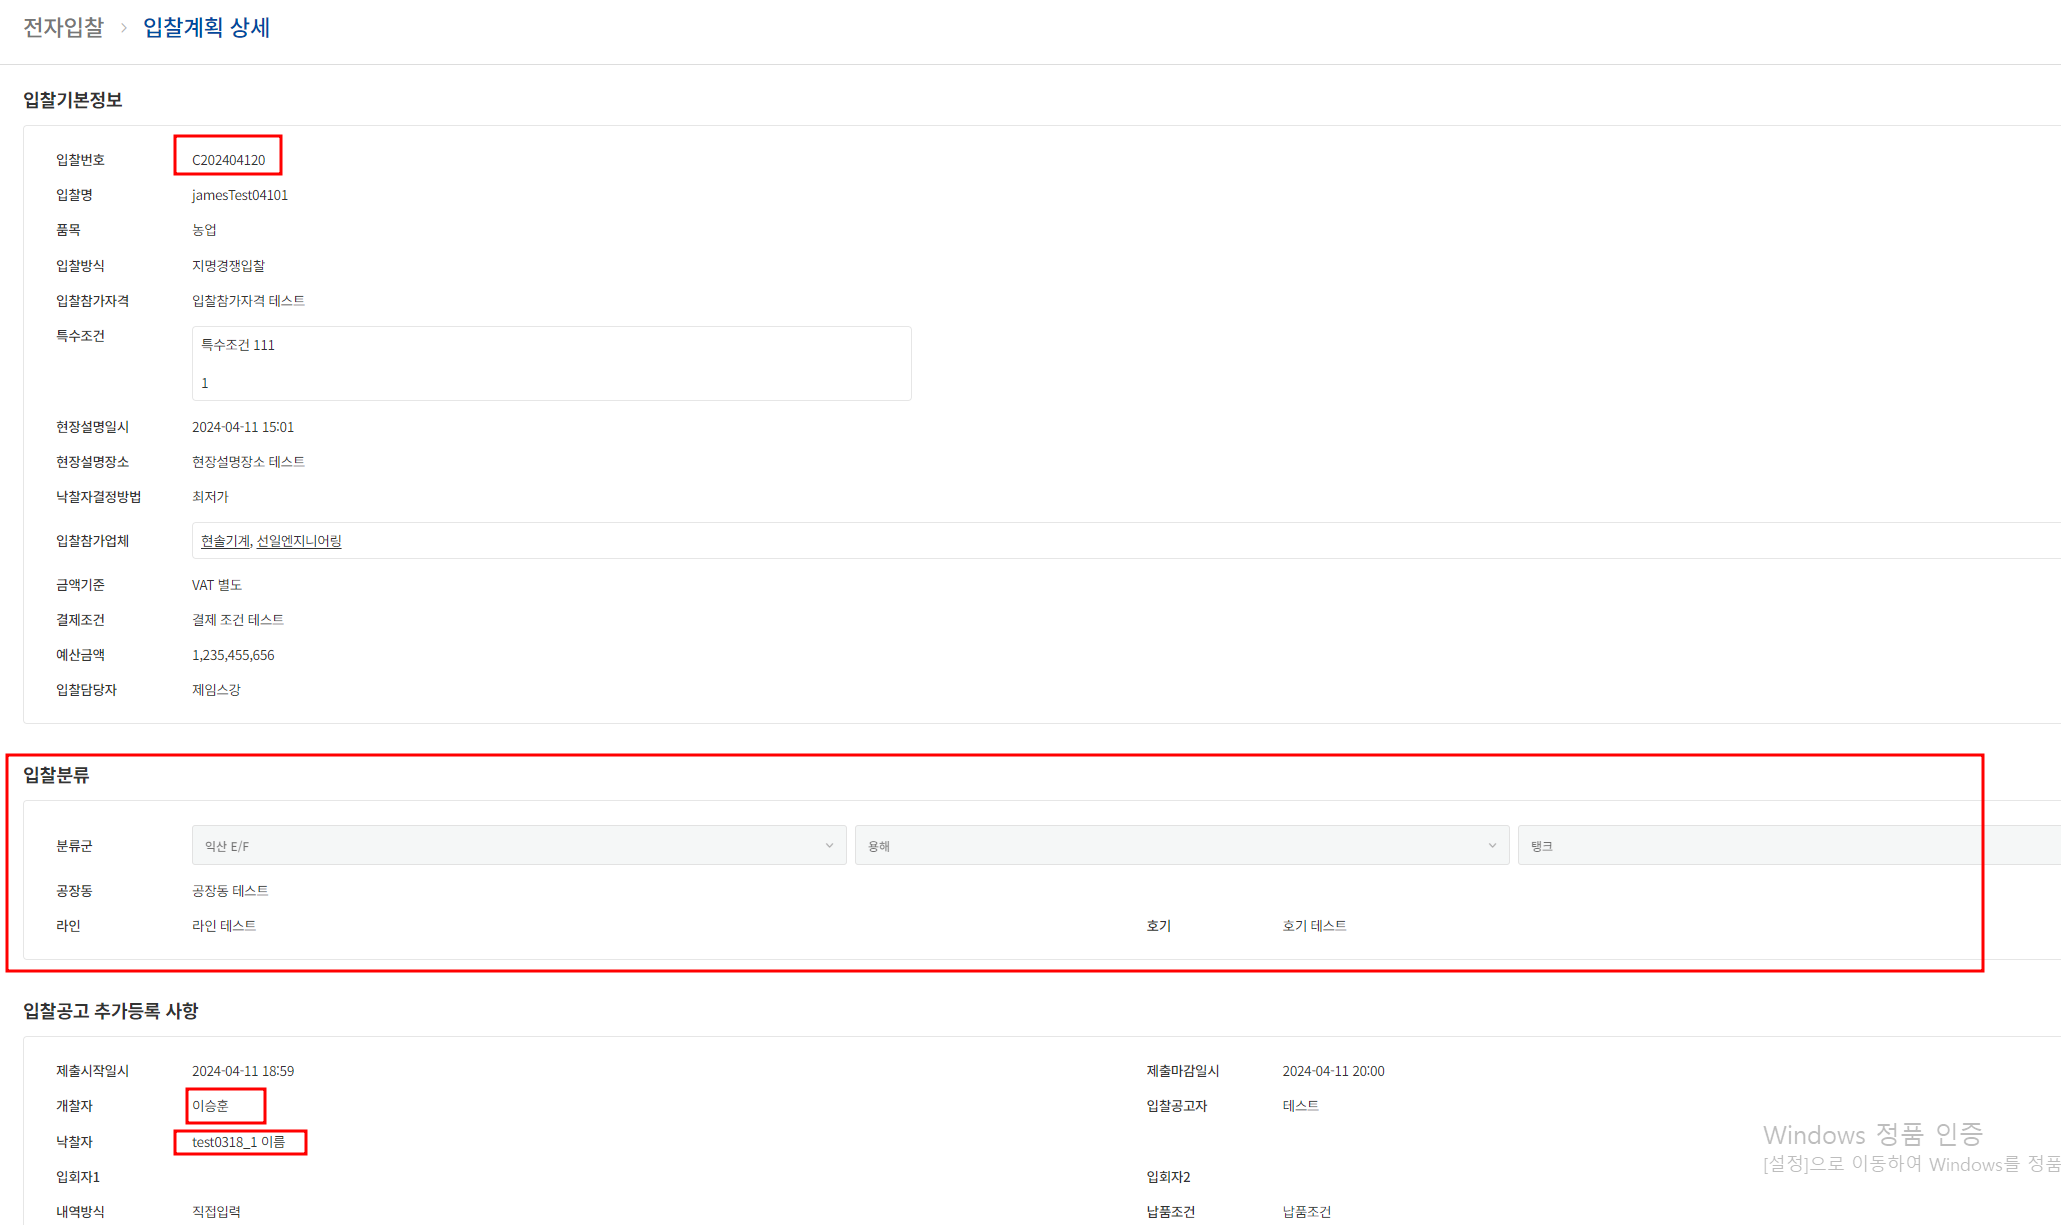 전자입찰 > 입찰계획 상세
입찰기본정보
입찰번호 C202404120
입찰명 jamesTest04101
품목 농업
입찰방식 지명경쟁입찰
입찰참가자격 입찰참가자격 테스트
특수조건 특수조건 111
1
현장설명일시 2024-04-11 15:01
현장설명장소 현장설명장소 테스트
낙찰자결정방법 최저가
입찰참가업체 현솔기계, 선일엔지니어링
금액기준 VAT 별도
결제조건 결제 조건 테스트
예산금액 1,235,455,656
입찰담당자 제임스강
입찰분류
분류군 익산 E/F 용해 탱크
공장동 공장동 테스트
라인 라인 테스트 호기 호기 테스트
입찰공고 추가등록 사항
제출시작일시 2024-04-11 18:59 제출마감일시 2024-04-11 20:00
개찰자 이승훈 입찰공고자 테스트
낙찰자 test0318_1 이름
입회자1 입회자2
내역방식 직접입력 납품조건 납품조건
Windows 정품 인증
[설정]으로 이동하여 Windows를 정품